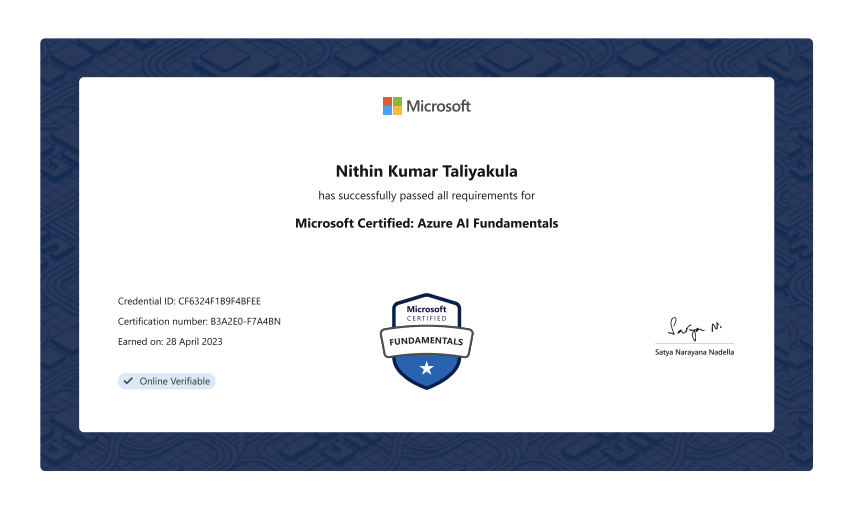 Microsoft
Nithin Kumar Taliyakula
has successfully passed all requirements for
Microsoft Certified: Azure AI Fundamentals
Credential ID: CF6324F1B9F4BFEE
Certification number: B3A2E0-F7A4BN
Earned on: 28 April 2023
Online Verifiable
Microsoft
CERTIFIED
FUNDAMENTALS
Satya N.
Satya Narayana Nadella